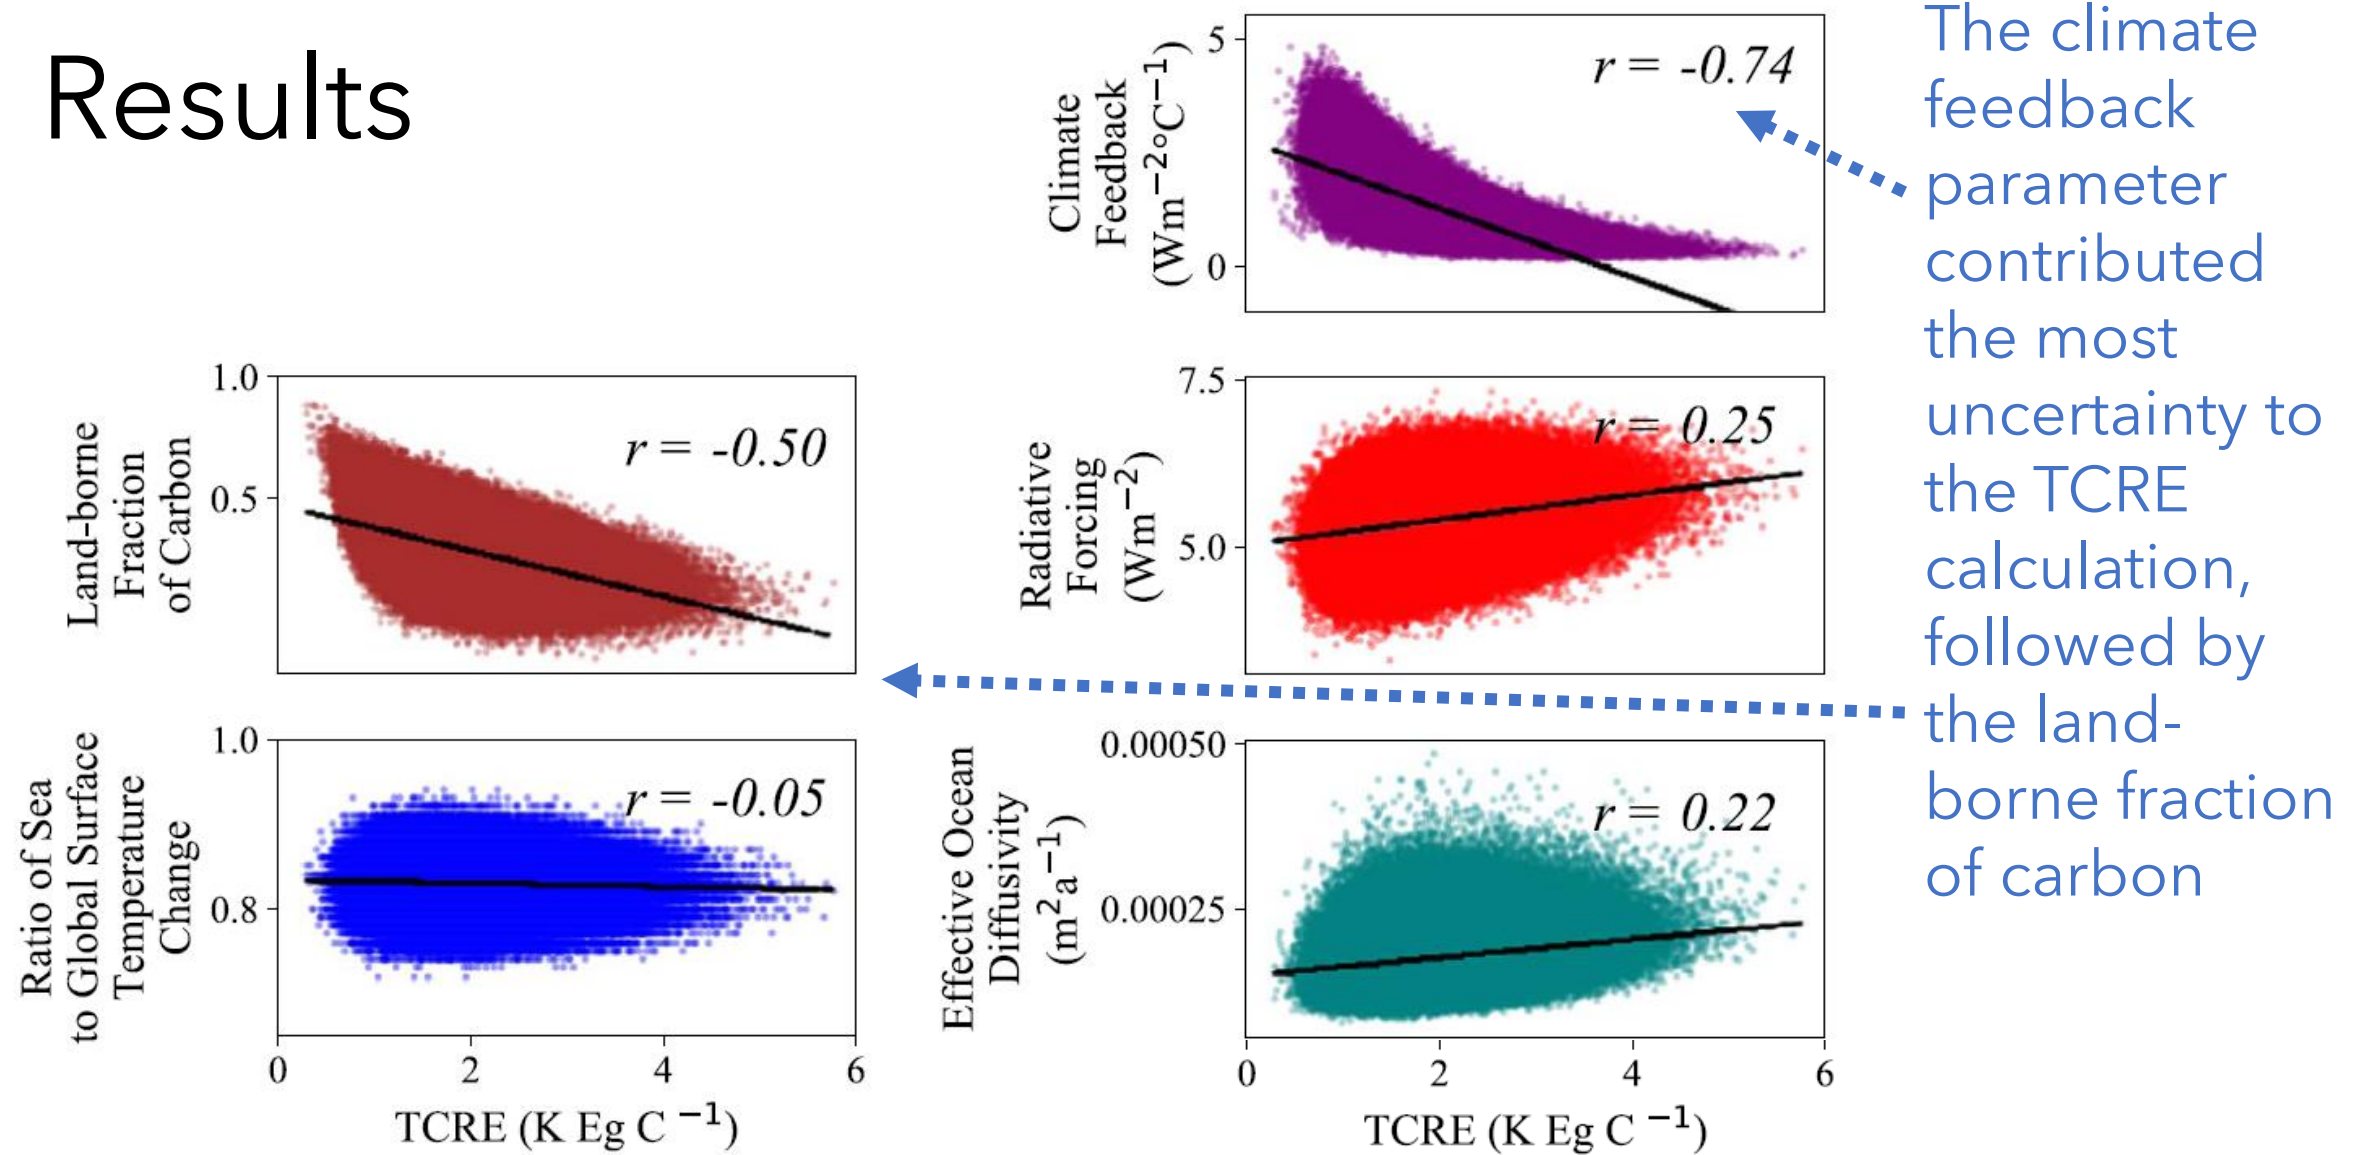 Results
Climate
Feedback
(Wm⁻²°C⁻¹)
5
0
r = -0.74
Land-borne
Fraction
of Carbon
1.0
0.5
r = -0.50
Radiative
Forcing
(Wm⁻²)
7.5
5.0
r = 0.25
Ratio of Sea
to Global Surface
Temperature
Change
1.0
0.8
r = -0.05
0 2 4 6
TCRE (K Eg C ⁻¹)
Effective Ocean
Diffusivity
(m²a⁻¹)
0.00050
0.00025
r = 0.22
0 2 4 6
TCRE (K Eg C ⁻¹)
The climate
feedback
parameter
contributed
the most
uncertainty to
the TCRE
calculation,
followed by
the land-
borne fraction
of carbon